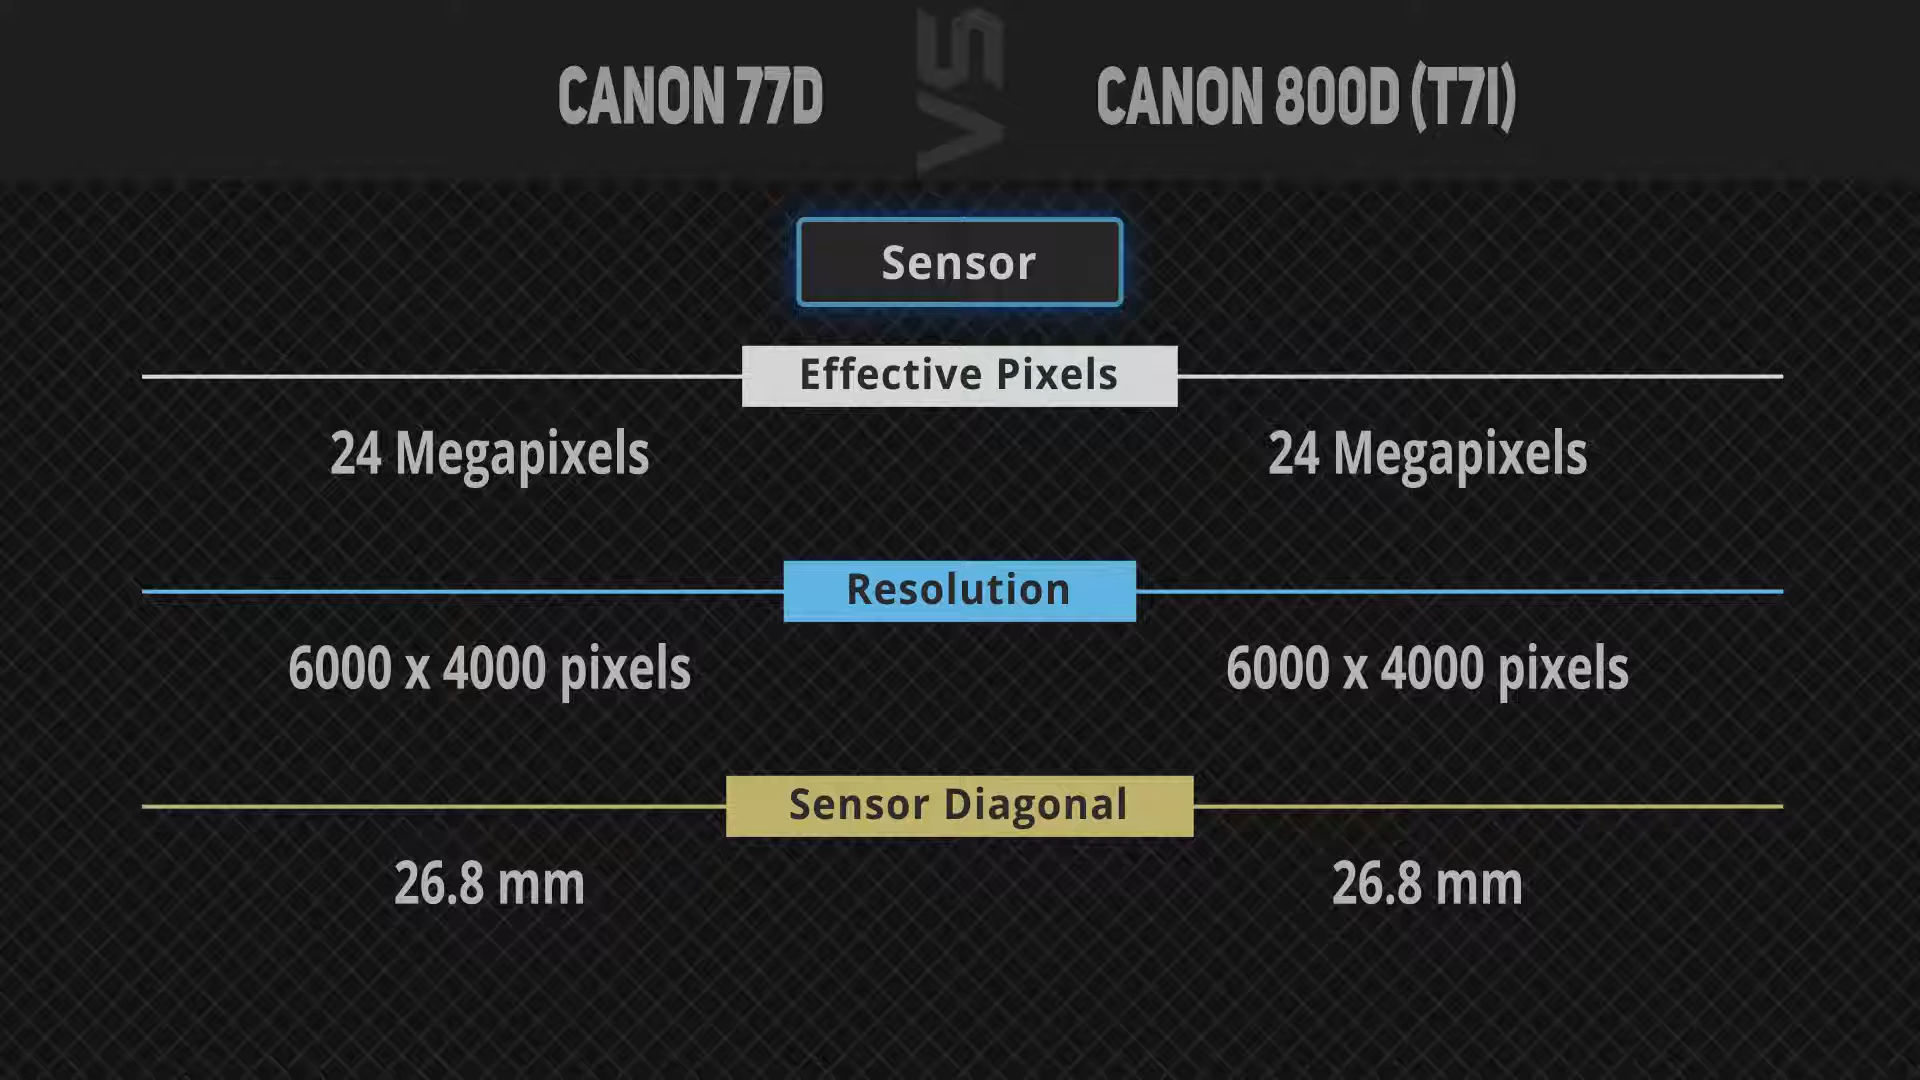 CANON 77D VS CANON 800D (T7I)
Sensor
Effective Pixels
24 Megapixels 24 Megapixels
Resolution
6000 x 4000 pixels 6000 x 4000 pixels
Sensor Diagonal
26.8 mm 26.8 mm